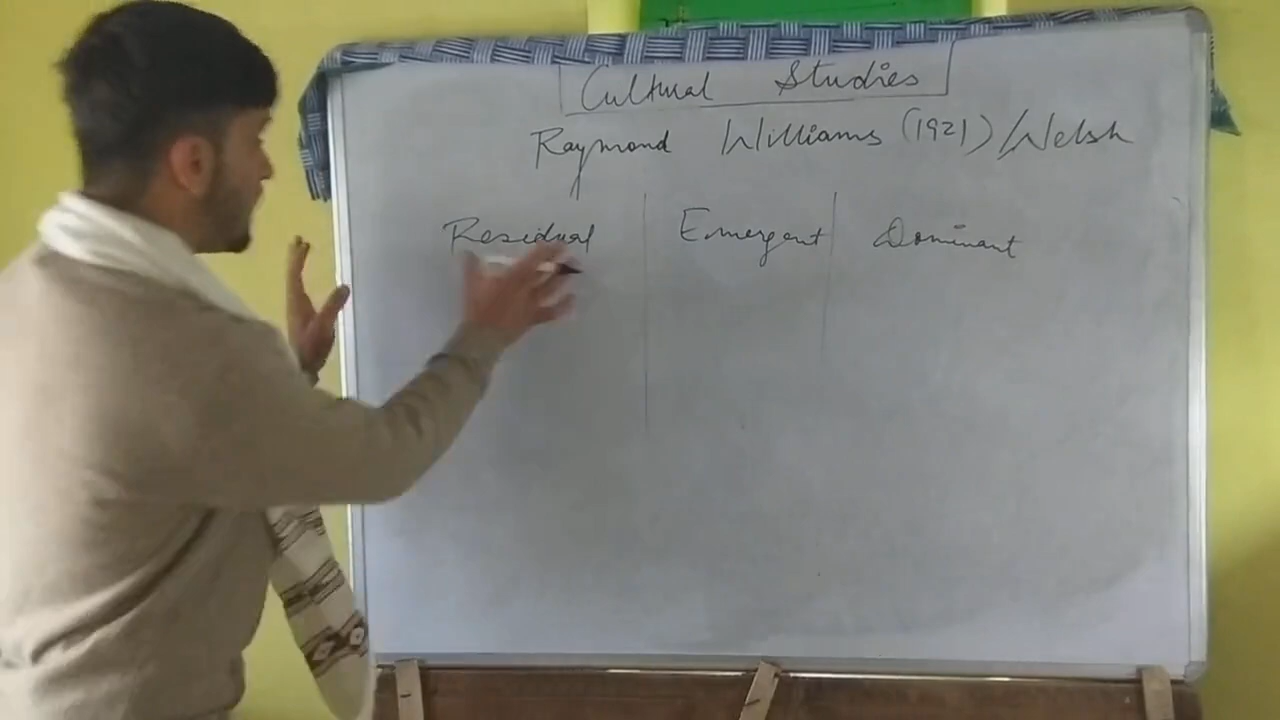 Cultural Studies
Raymond Williams (1921) / Welsh
Residual Emergent Dominant